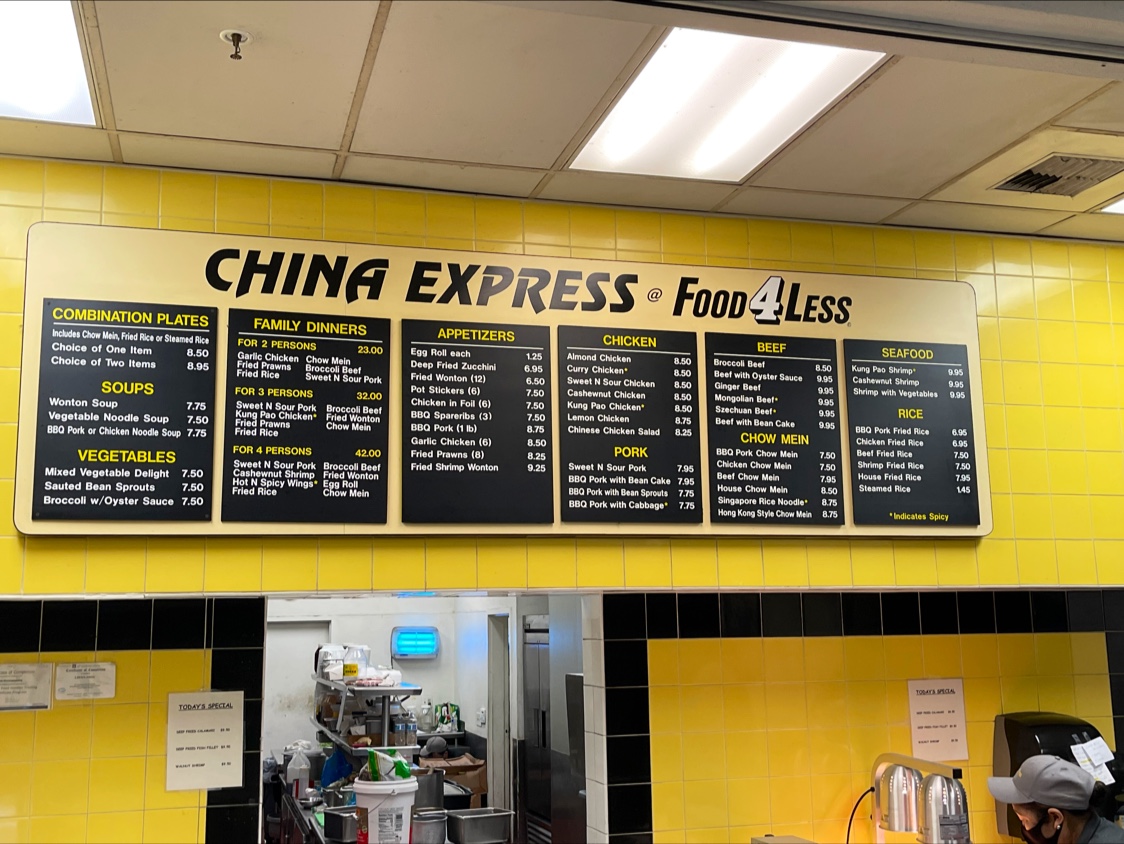 CHINA EXPRESS @ FOOD4LESS
COMBINATION PLATES
Includes Chow Mein, Fried Rice or Steamed Rice
Choice of One Item 8.50
Choice of Two Items 8.95
SOUPS
Wonton Soup 7.75
Vegetable Noodle Soup 7.50
BBQ Pork or Chicken Noodle Soup 7.75
VEGETABLES
Mixed Vegetable Delight 7.50
Sauted Bean Sprouts 7.50
Broccoli w/Oyster Sauce 7.50
FAMILY DINNERS
FOR 2 PERSONS 23.00
Garlic Chicken Chow Mein
Fried Prawns Broccoli Beef
Fried Rice Sweet N Sour Pork
FOR 3 PERSONS 32.00
Sweet N Sour Pork Broccoli Beef
Kung Pao Chicken* Fried Wonton
Fried Prawns Chow Mein
Fried Rice
FOR 4 PERSONS 42.00
Sweet N Sour Pork Broccoli Beef
Cashewnut Shrimp Fried Wonton
Hot N Spicy Wings* Egg Roll
Fried Rice Chow Mein
APPETIZERS
Egg Roll each 1.25
Deep Fried Zucchini 6.95
Fried Wonton (12) 6.50
Pot Stickers (6) 7.50
Chicken in Foil (6) 7.50
BBQ Spareribs (3) 7.50
BBQ Pork (1 lb) 8.75
Garlic Chicken (6) 8.50
Fried Prawns (8) 8.25
Fried Shrimp Wonton 9.25
CHICKEN
Almond Chicken 8.50
Curry Chicken* 8.50
Sweet N Sour Chicken 8.50
Cashewnut Chicken 8.50
Kung Pao Chicken* 8.50
Lemon Chicken 8.75
Chinese Chicken Salad 8.25
PORK
Sweet N Sour Pork 7.95
BBQ Pork with Bean Cake 7.95
BBQ Pork with Bean Sprouts 7.75
BBQ Pork with Cabbage* 7.75
BEEF
Broccoli Beef 8.50
Beef with Oyster Sauce 9.95
Ginger Beef 9.95
Mongolian Beef* 9.95
Szechuan Beef* 9.95
Beef with Bean Cake 9.95
CHOW MEIN
BBQ Pork Chow Mein 7.50
Chicken Chow Mein 7.50
Beef Chow Mein 7.95
House Chow Mein 8.50
Singapore Rice Noodle* 8.75
Hong Kong Style Chow Mein 8.75
SEAFOOD
Kung Pao Shrimp* 9.95
Cashewnut Shrimp 9.95
Shrimp with Vegetables 9.95
RICE
BBQ Pork Fried Rice 6.95
Chicken Fried Rice 6.95
Beef Fried Rice 7.50
Shrimp Fried Rice 7.50
House Fried Rice 7.95
Steamed Rice 1.45
*Indicates Spicy
TODAY'S SPECIAL
DEEP FRIED CALAMARI
DEEP FRIED FISH FILLET
WALNUT SHRIMP
TODAY'S SPECIAL
DEEP FRIED CALAMARI
DEEP FRIED FISH FILLET
WALNUT SHRIMP